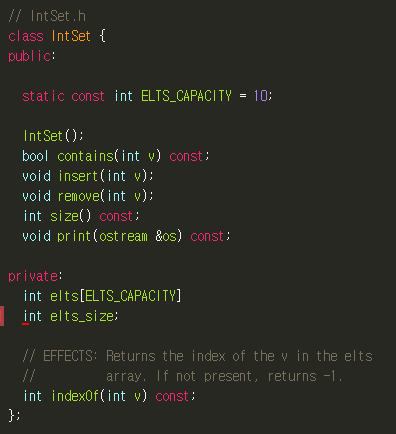 // IntSet.h
class IntSet {
public:
static const int ELTS_CAPACITY = 10;
IntSet();
bool contains(int v) const;
void insert(int v);
void remove(int v);
int size() const;
void print(ostream &os) const;
private:
int elts[ELTS_CAPACITY]
int elts_size;
// EFFECTS: Returns the index of the v in the elts
// array. If not present, returns -1.
int indexOf(int v) const;
};